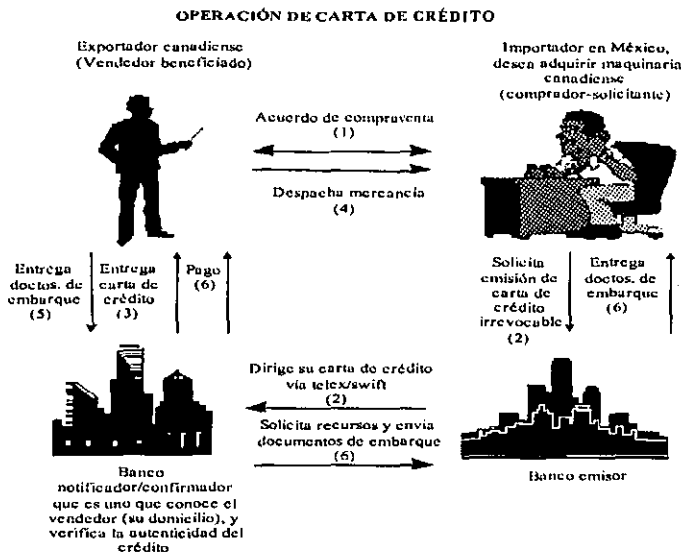 OPERACIÓN DE CARTA DE CRÉDITO
Exportador canadiense
(Vendedor beneficiado)
Importador en México,
desea adquirir maquinaria
canadiense
(comprador-solicitante)
Acuerdo de compraventa
(1)
Despacha mercancía
(4)
Entrega
doctos. de
embarque
(5)
Entrega
carta de
crédito
(3)
Pago
(6)
Solicita
emisión de
carta de
crédito
irrevocable
(2)
Entrega
doctos. de
embarque
(6)
Dirige su carta de crédito
vía telex/swift
(2)
Solicita recursos y envia
documentos de embarque
(6)
Banco
notificador/confirmador
que es uno que conoce el
vendedor (su domicilio), y
verifica la autenticidad del
crédito
Banco emisor